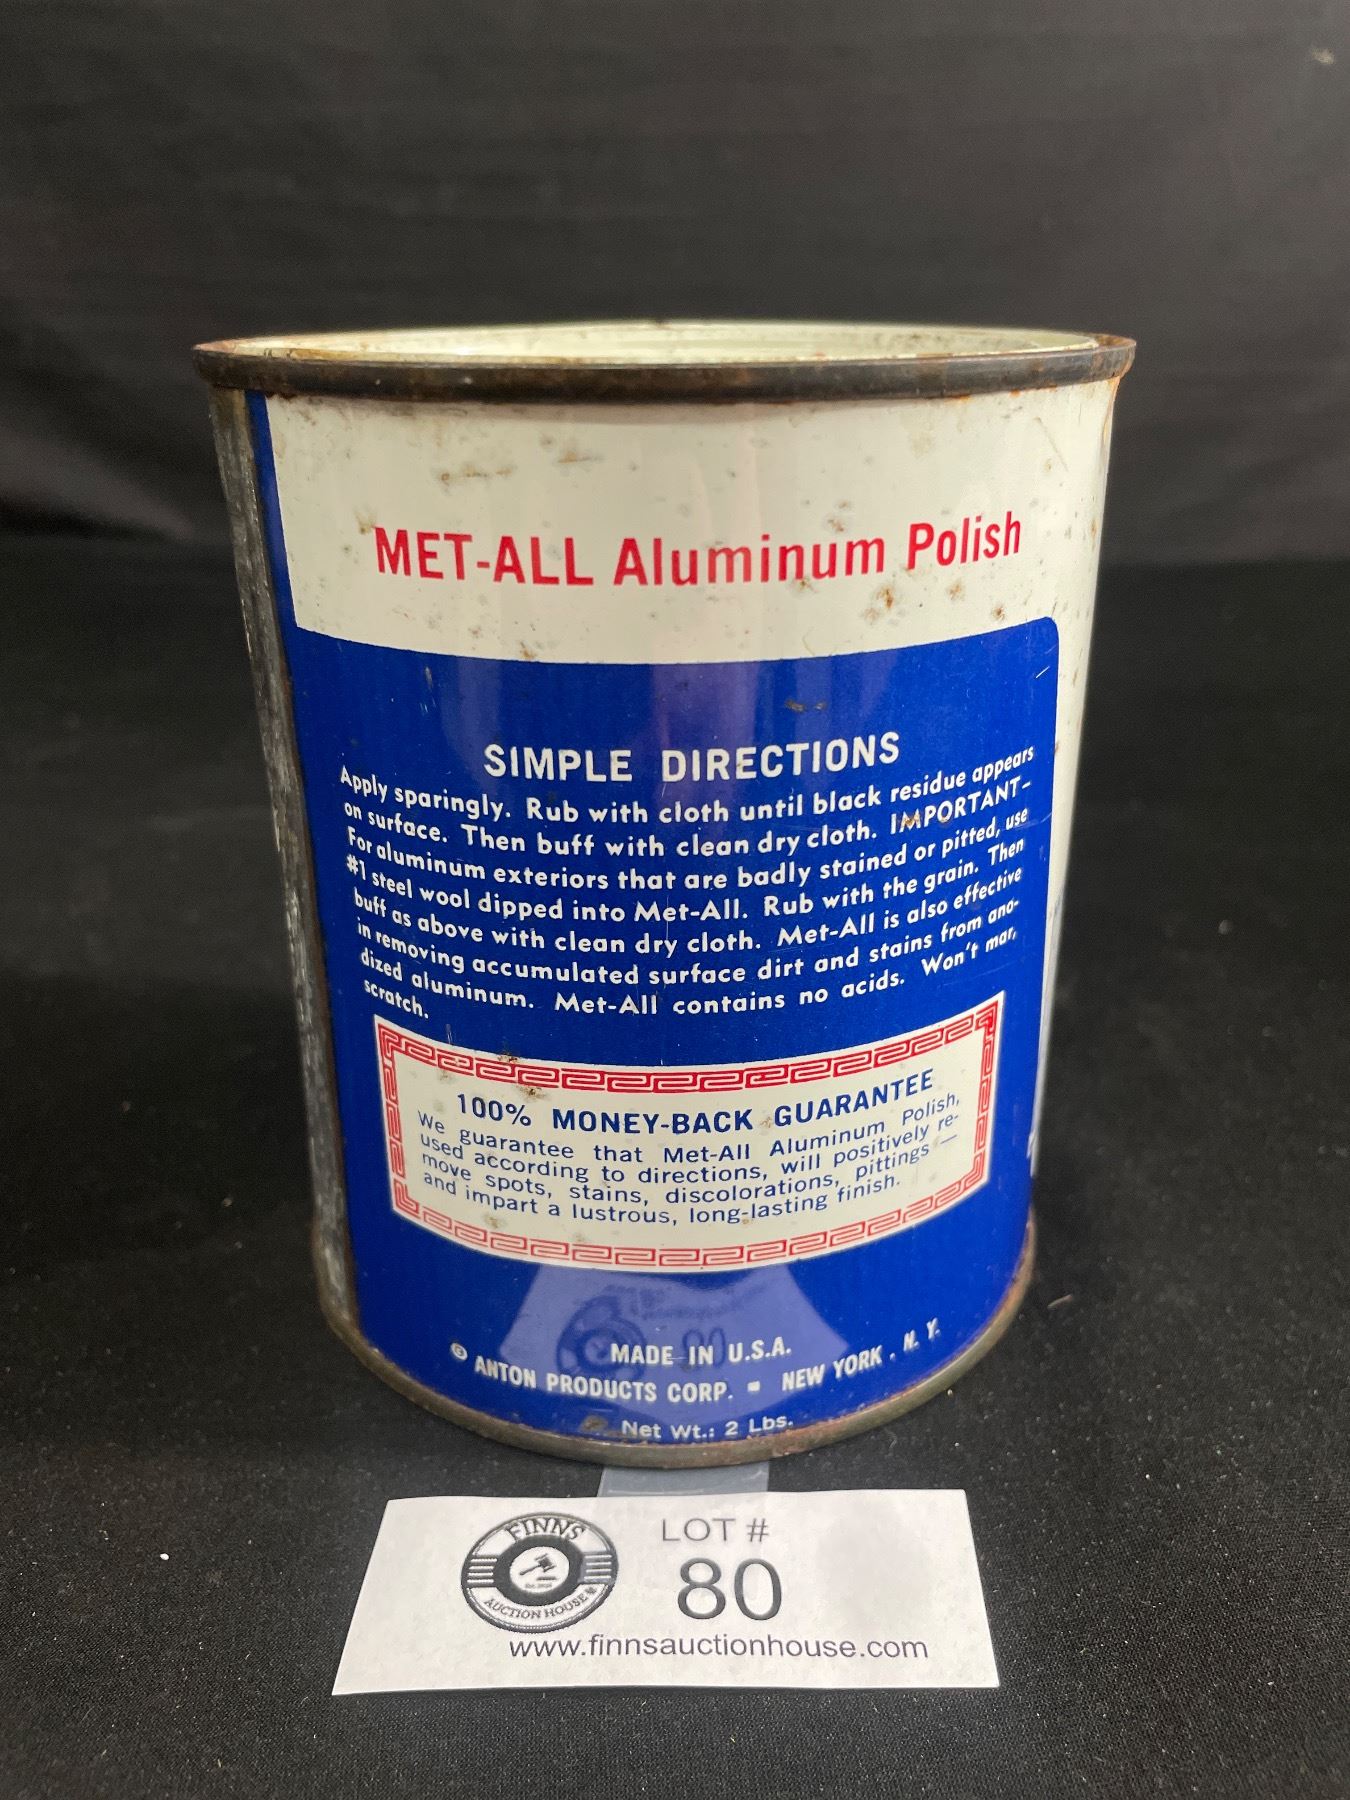 MET-ALL Aluminum Polish
SIMPLE DIRECTIONS
Apply sparingly. Rub with cloth until black residue appears
on surface. Then buff with clean dry cloth. IMPORTANT-
For aluminum exteriors that are badly stained or pitted, use
#1 steel wool dipped into Met-All. Rub with the grain. Then
buff as above with clean dry cloth. Met-All is also effective
in removing accumulated surface dirt and stains from ano-
dized aluminum. Met-All contains no acids. Won't mar,
scratch.
100% MONEY-BACK GUARANTEE
We guarantee that Met-All Aluminum Polish,
used according to directions, will positively re-
move spots, stains, discolorations, pittings —
and impart a lustrous, long-lasting finish.
MADE IN U.S.A.
© ANTON PRODUCTS CORP. - NEW YORK, N. Y.
Net Wt.: 2 Lbs.
FINNS
AUCTION HOUSE
LOT #
80
www.finnsauctionhouse.com